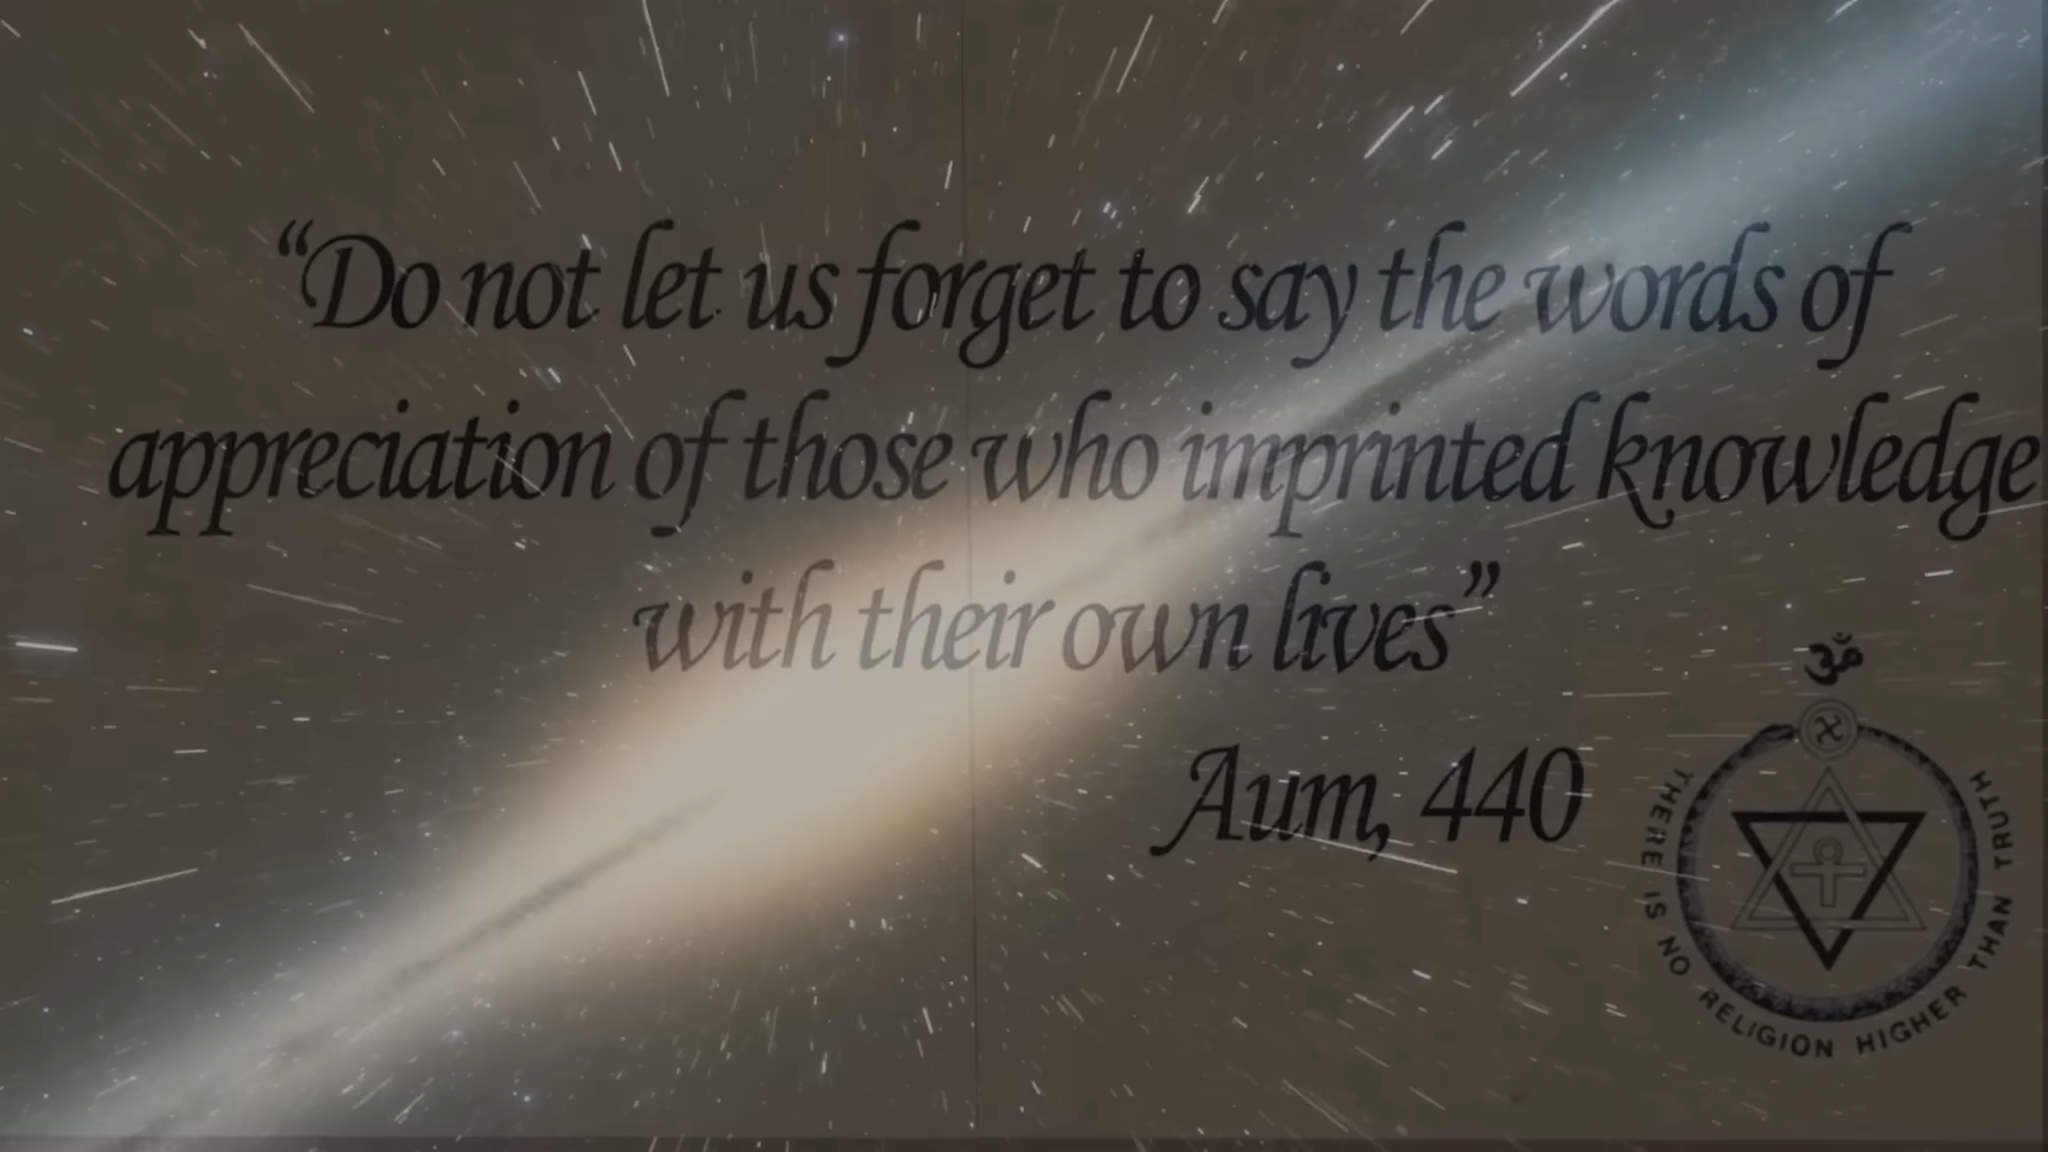 “Do not let us forget to say the words of
appreciation of those who imprinted knowledge
with their own lives”
Aum, 440
ॐ
THERE IS NO RELIGION HIGHER THAN TRUTH